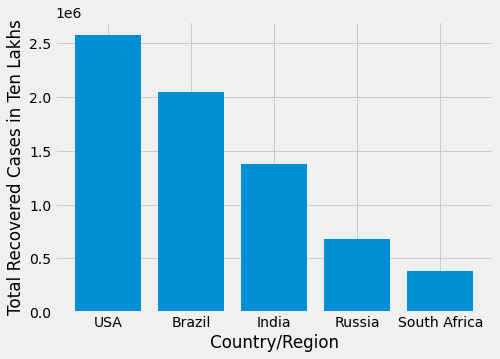 1e6
Total Recovered Cases in Ten Lakhs
2.5
2.0
1.5
1.0
0.5
0.0
USA Brazil India Russia South Africa
Country/Region